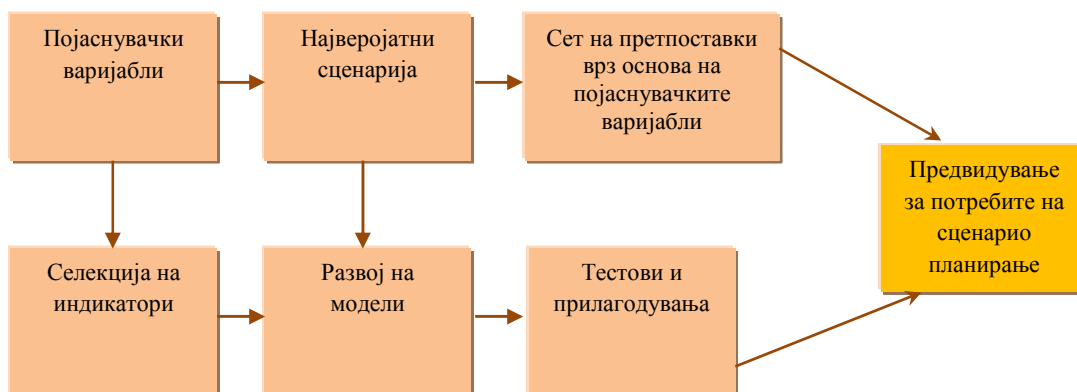 Појаснувачки
варијабли
Најверојатни
сценарија
Сет на претпоставки
врз основа на
појаснувачките
варијабли
Предвидување
за потребите на
сценарио
планирање
Селекција на
индикатори
Развој на
модели
Тестови и
прилагодувања